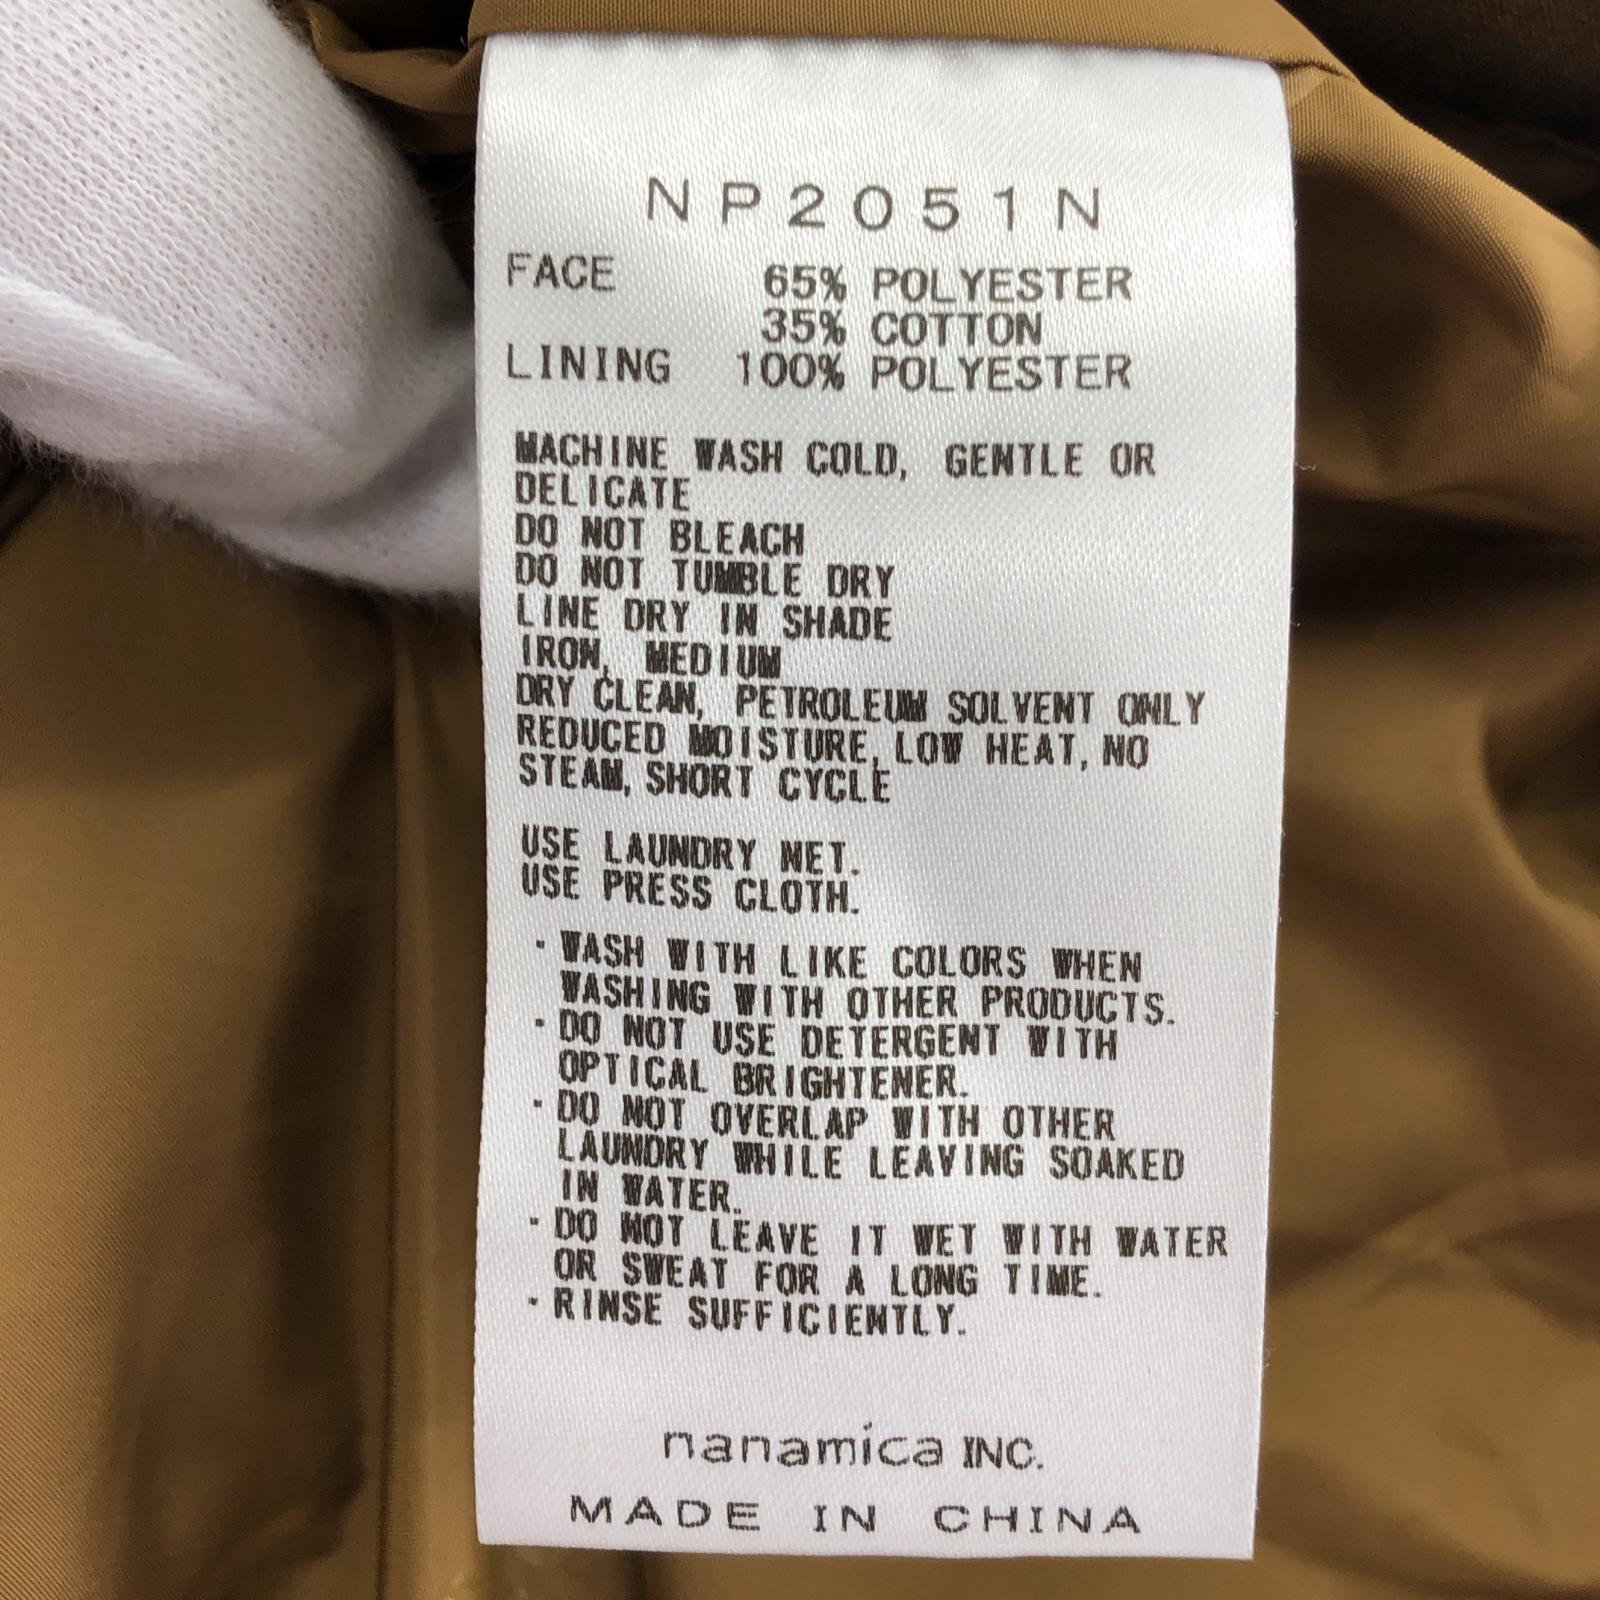 NP2051N
FACE 65% POLYESTER
35% COTTON
LINING 100% POLYESTER
MACHINE WASH COLD, GENTLE OR
DELICATE
DO NOT BLEACH
DO NOT TUMBLE DRY
LINE DRY IN SHADE
IRON, MEDIUM
DRY CLEAN, PETROLEUM SOLVENT ONLY
REDUCED MOISTURE, LOW HEAT, NO
STEAM, SHORT CYCLE
USE LAUNDRY NET.
USE PRESS CLOTH.
・WASH WITH LIKE COLORS WHEN
WASHING WITH OTHER PRODUCTS.
・DO NOT USE DETERGENT WITH
OPTICAL BRIGHTENER.
・DO NOT OVERLAP WITH OTHER
LAUNDRY WHILE LEAVING SOAKED
IN WATER.
・DO NOT LEAVE IT WET WITH WATER
OR SWEAT FOR A LONG TIME.
・RINSE SUFFICIENTLY.
nanamica INC.
MADE IN CHINA